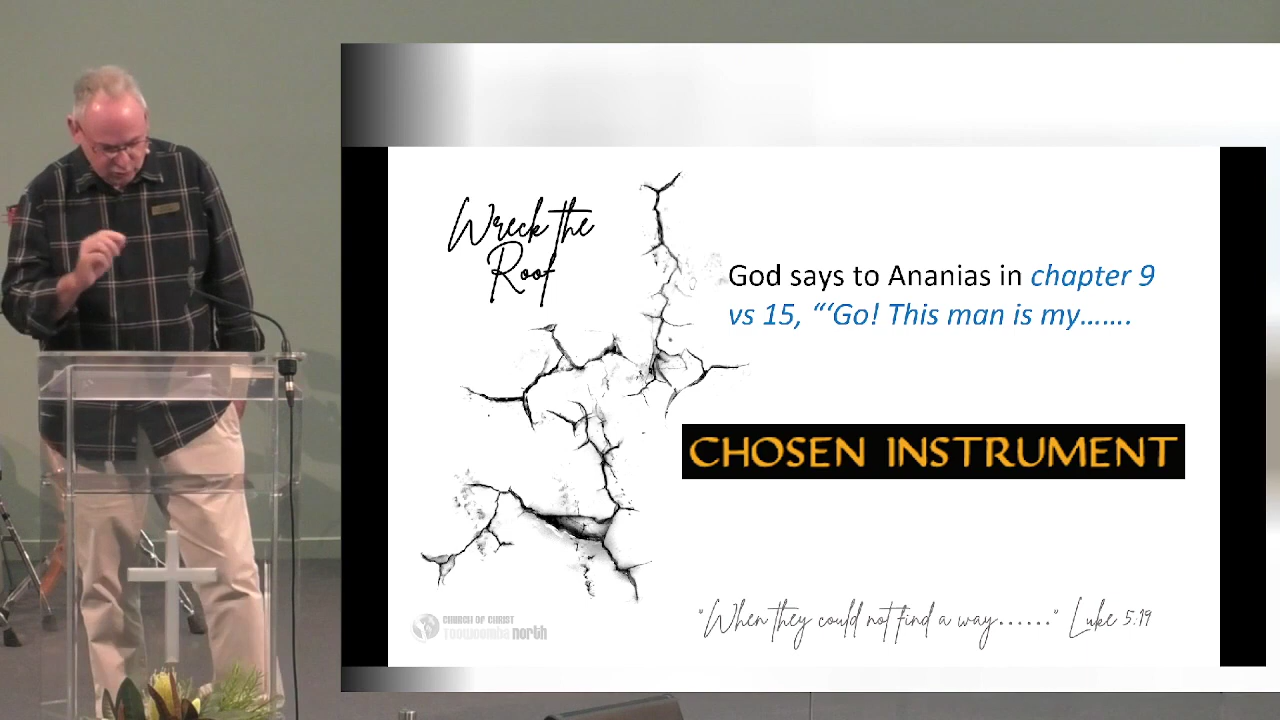 Wreck the
Roof
God says to Ananias in chapter 9
vs 15, “‘Go! This man is my…….
CHOSEN INSTRUMENT
CHURCH OF CHRIST
TOOWOOMBA NORTH
"When they could not find a way......" Luke 5:19